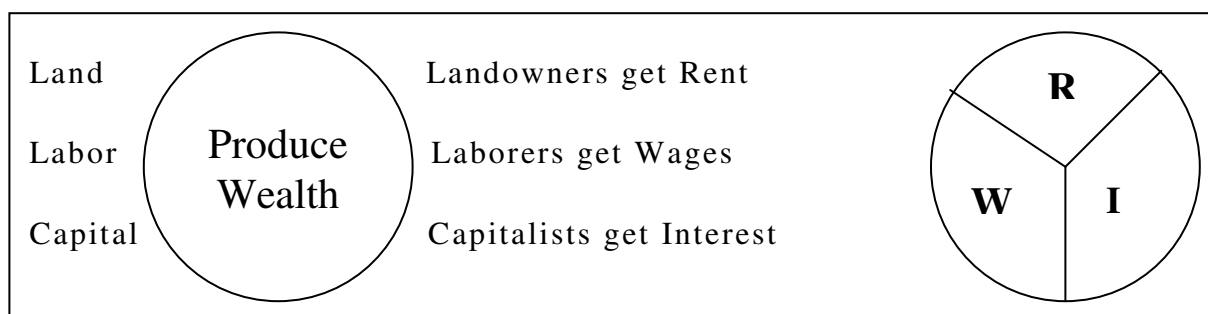 Land
Labor
Capital
Produce
Wealth
Landowners get Rent
Laborers get Wages
Capitalists get Interest
R
W
I